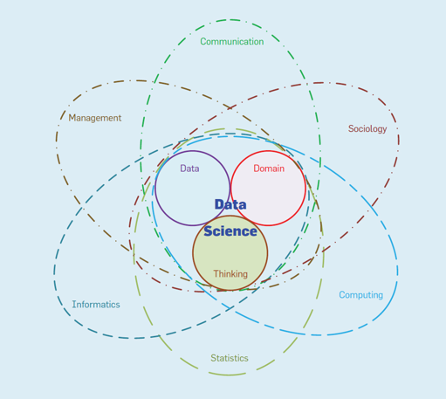 Communication
Management
Sociology
Data
Domain
Data
Science
Thinking
Informatics
Computing
Statistics